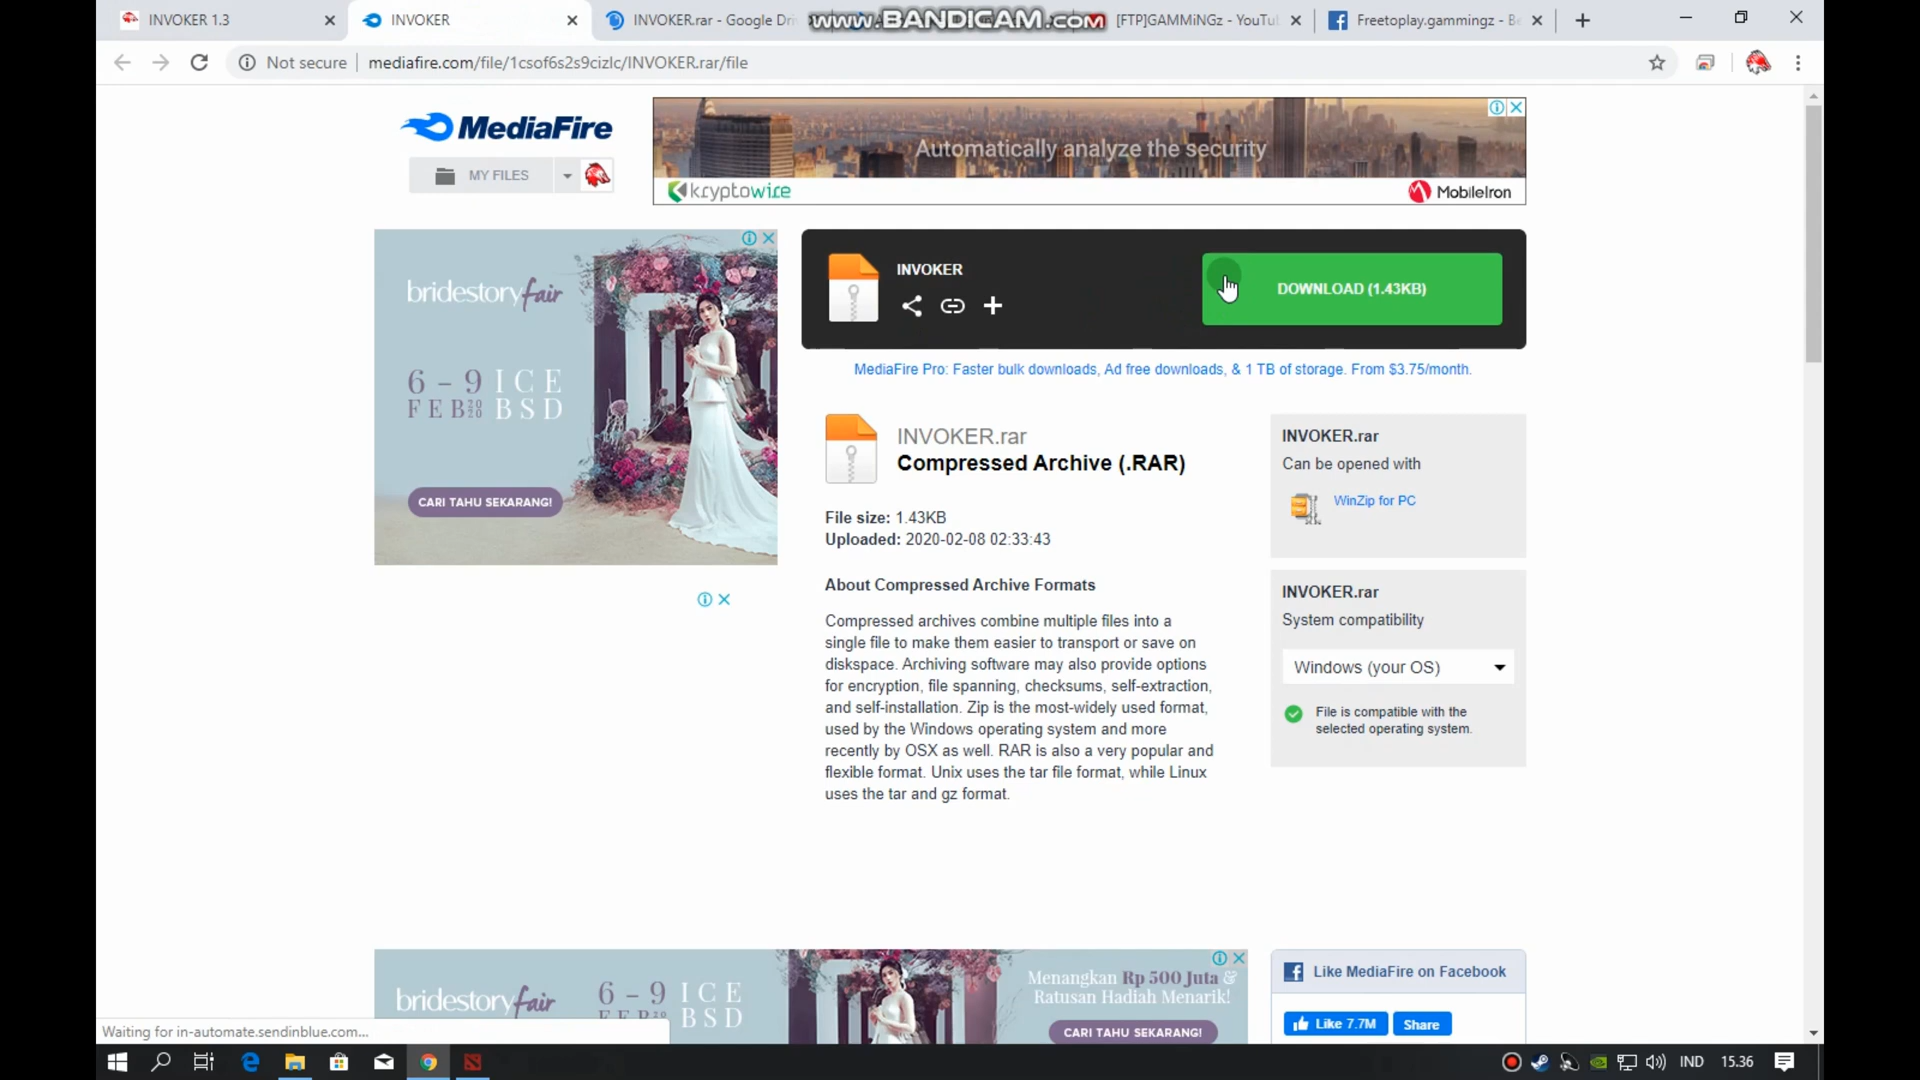 INVOKER 1.3
INVOKER
INVOKER.rar - Google Dri
www.BANDICAM.com
[FTP]GAMMiNGz - YouTu
Freetoplay.gammingz - Be
Not secure
mediafire.com/file/1csof6s2s9cizlc/INVOKER.rar/file
MediaFire
MY FILES
Automatically analyze the security
kryptowire
MobileIron
bridestory fair
6 - 9 ICE
FEB 2020 BSD
CARI TAHU SEKARANG!
INVOKER
DOWNLOAD (1.43KB)
MediaFire Pro: Faster bulk downloads, Ad free downloads, & 1 TB of storage. From $3.75/month.
INVOKER.rar
Compressed Archive (.RAR)
File size: 1.43KB
Uploaded: 2020-02-08 02:33:43
About Compressed Archive Formats
Compressed archives combine multiple files into a
single file to make them easier to transport or save on
diskspace. Archiving software may also provide options
for encryption, file spanning, checksums, self-extraction,
and self-installation. Zip is the most-widely used format,
used by the Windows operating system and more
recently by OSX as well. RAR is also a very popular and
flexible format. Unix uses the tar file format, while Linux
uses the tar and gz format.
INVOKER.rar
Can be opened with
WinZip for PC
INVOKER.rar
System compatibility
Windows (your OS)
File is compatible with the
selected operating system.
bridestory fair
6 - 9 ICE
BSD
Menangkan Rp 500 Juta &
Ratusan Hadiah Menarik!
CARI TAHU SEKARANG!
Like MediaFire on Facebook
Like 7.7M
Share
Waiting for in-automate.sendinblue.com...
IND
15.36